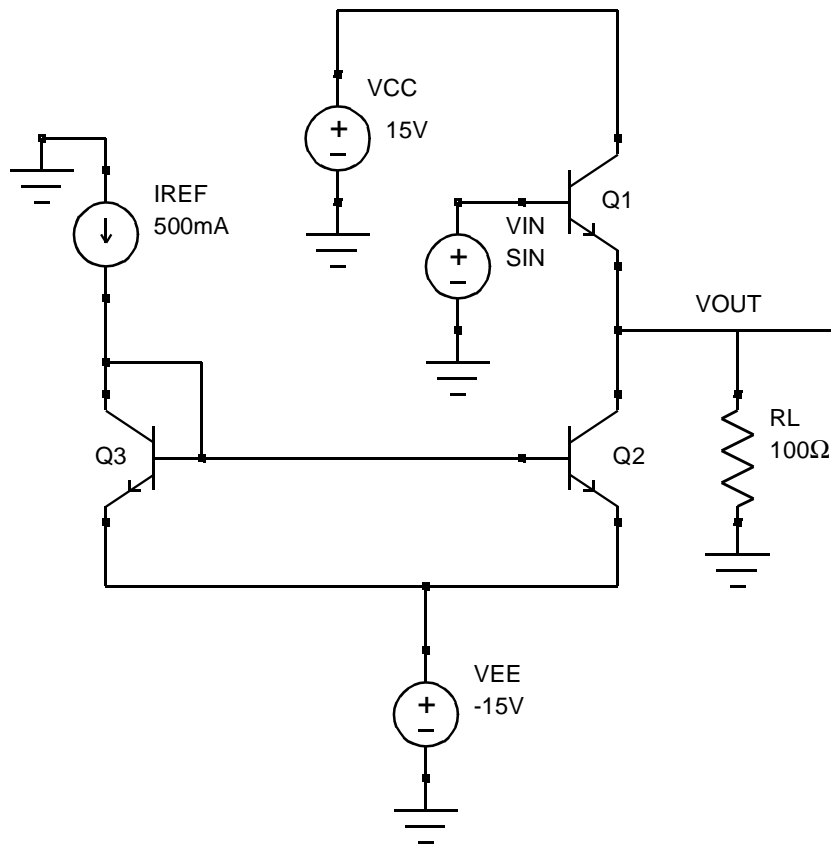 VCC
15V
IREF
500mA
Q1
VIN
SIN
VOUT
RL
100Ω
Q3
Q2
VEE
-15V